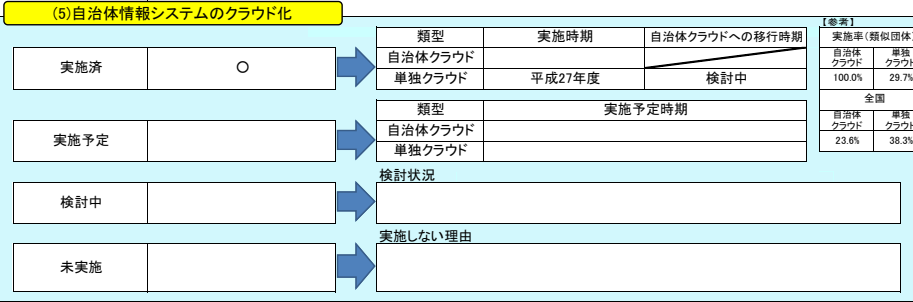 (5)自治体情報システムのクラウド化
【参考】
類型 実施時期 自治体クラウドへの移行時期
実施済 ○
自治体クラウド
単独クラウド 平成27年度 検討中
実施率(類似団体)
自治体クラウド 単独クラウド
100.0% 29.7%
全国
自治体クラウド 単独クラウド
23.6% 38.3%
類型 実施予定時期
実施予定
自治体クラウド
単独クラウド
検討状況
検討中
実施しない理由
未実施